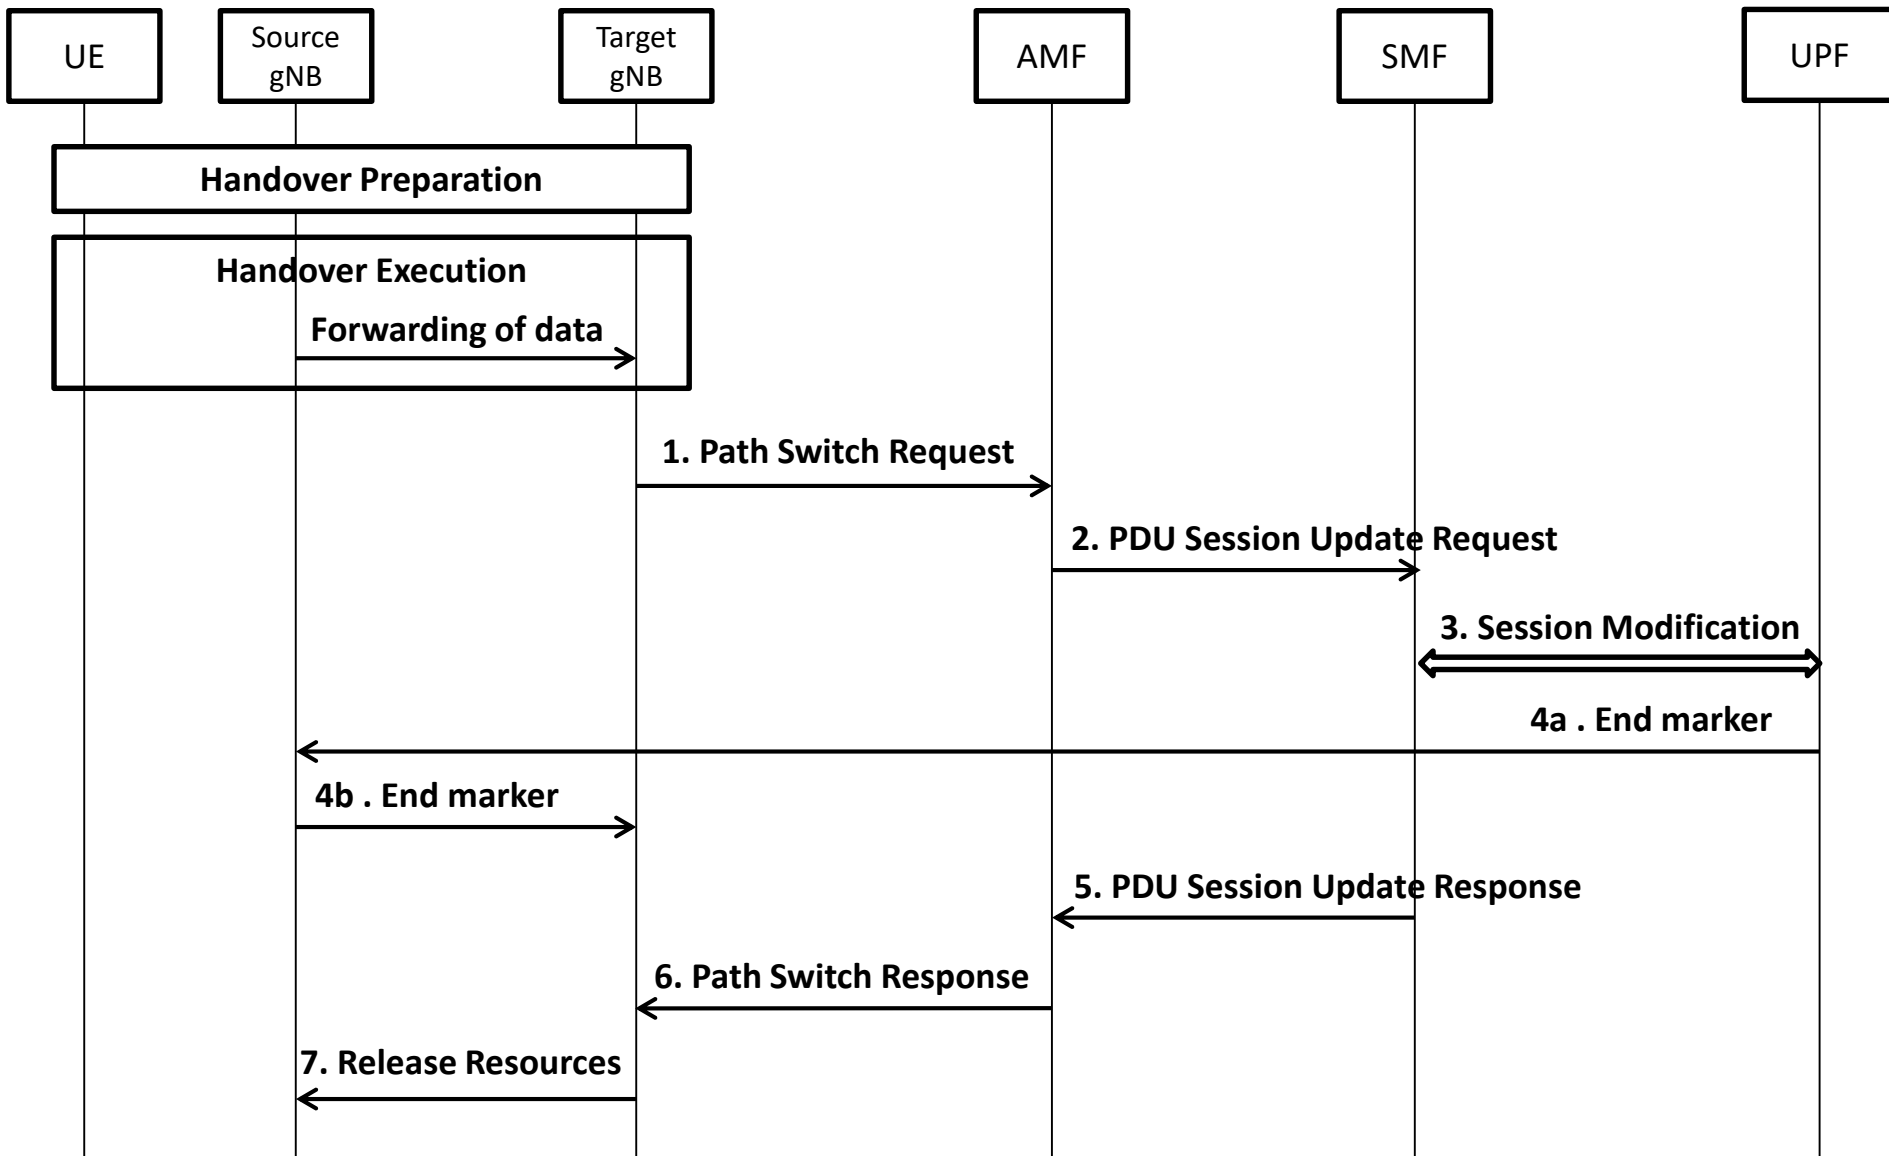 UE
Source
gNB
Target
gNB
AMF
SMF
UPF
Handover Preparation
Handover Execution
Forwarding of data
1. Path Switch Request
2. PDU Session Update Request
3. Session Modification
4a . End marker
4b . End marker
5. PDU Session Update Response
6. Path Switch Response
7. Release Resources